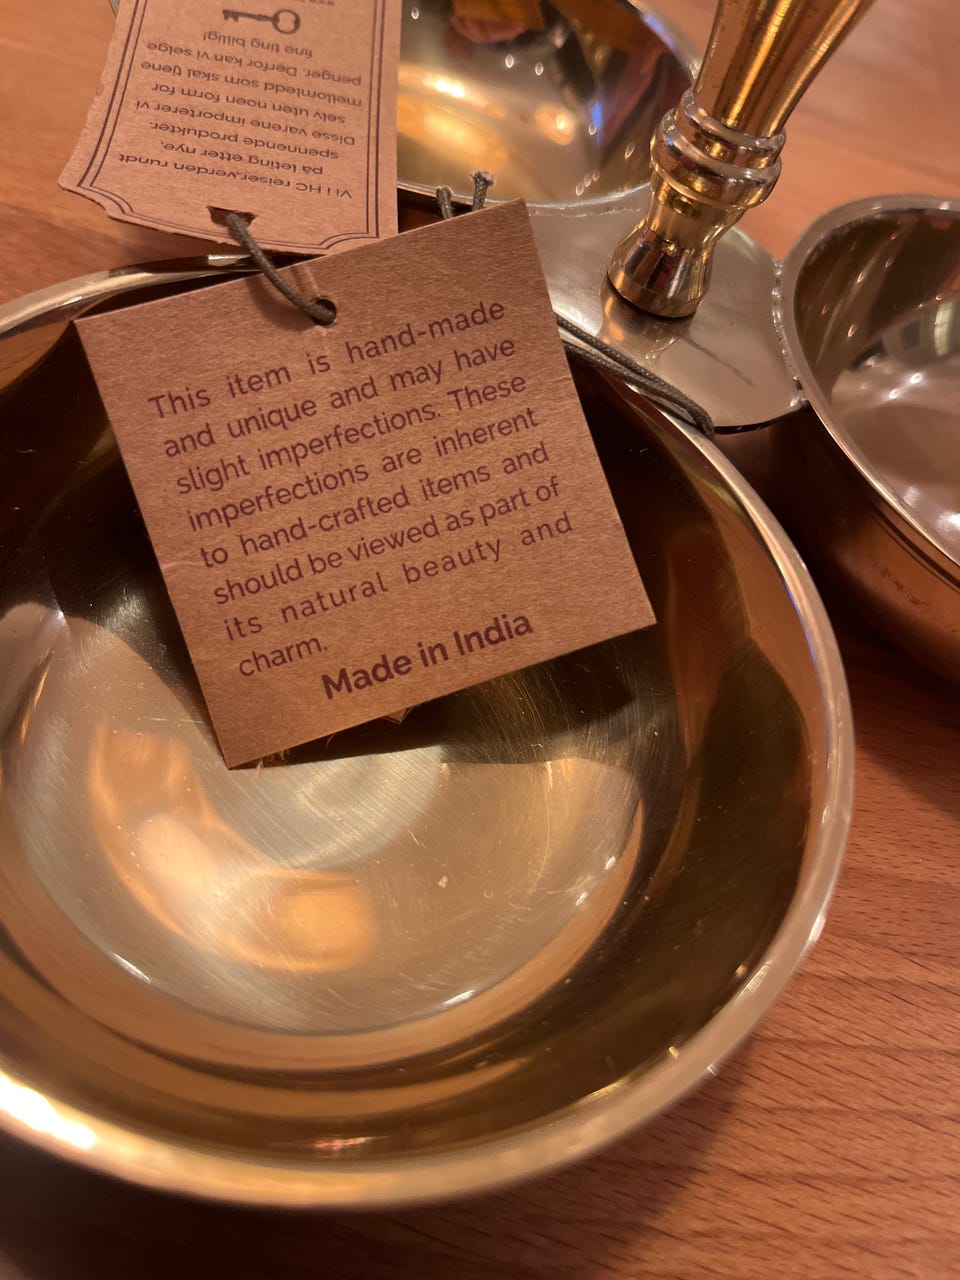 Vi i HC reiser verden rundt
på leting etter nye,
spennende produkter.
Disse varene importerer vi
selv uten noen form for
mellomledd som skal tjene
penger. Derfor kan vi selge
fine ting billig!
This item is hand-made
and unique and may have
slight imperfections. These
imperfections are inherent
to hand-crafted items and
should be viewed as part of
its natural beauty and
charm.
Made in India